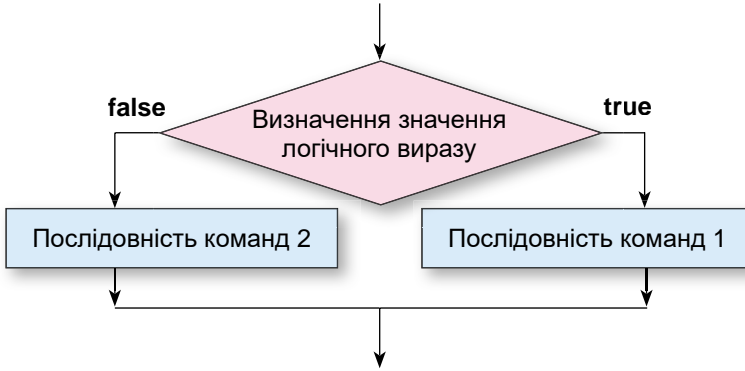 false
true
Визначення значення
логічного виразу
Послідовність команд 2
Послідовність команд 1